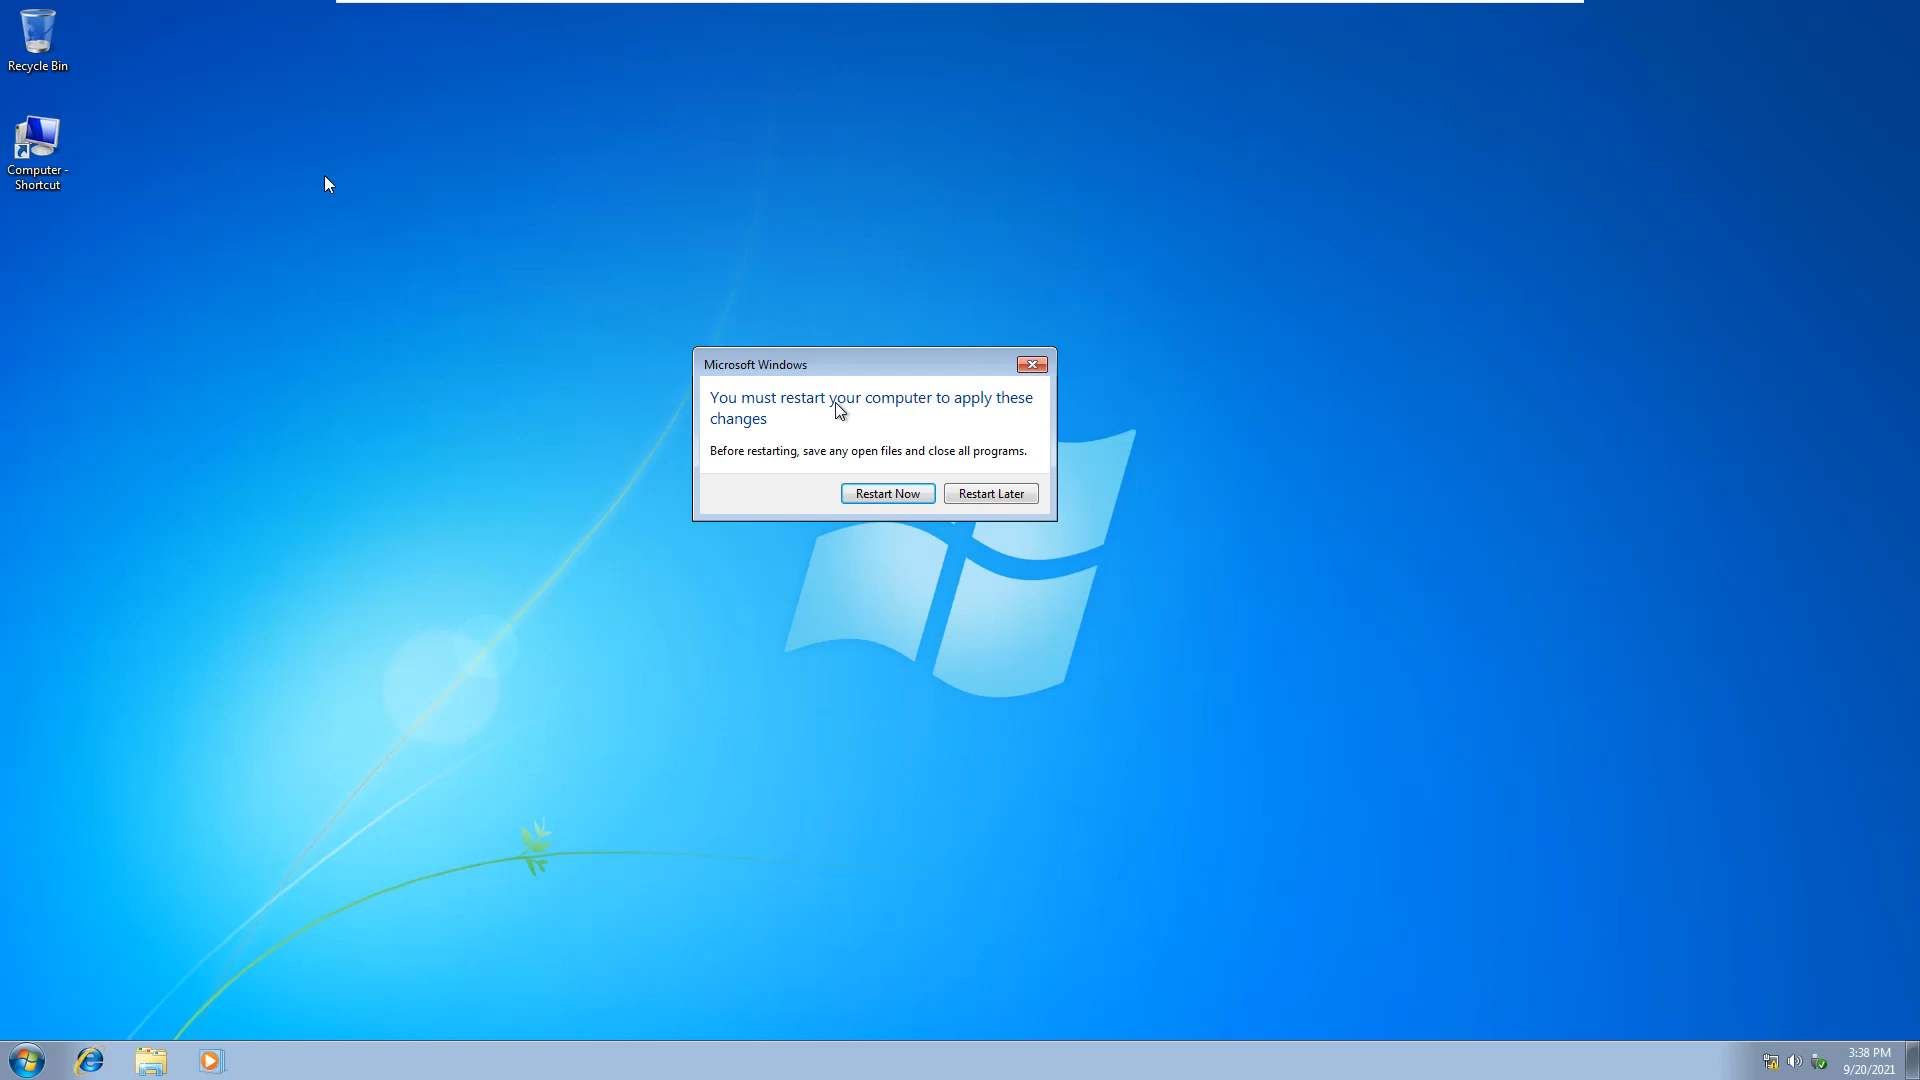 Recycle Bin
Computer -
Shortcut
Microsoft Windows
You must restart your computer to apply these
changes
Before restarting, save any open files and close all programs.
Restart Now
Restart Later
3:38 PM
9/20/2021